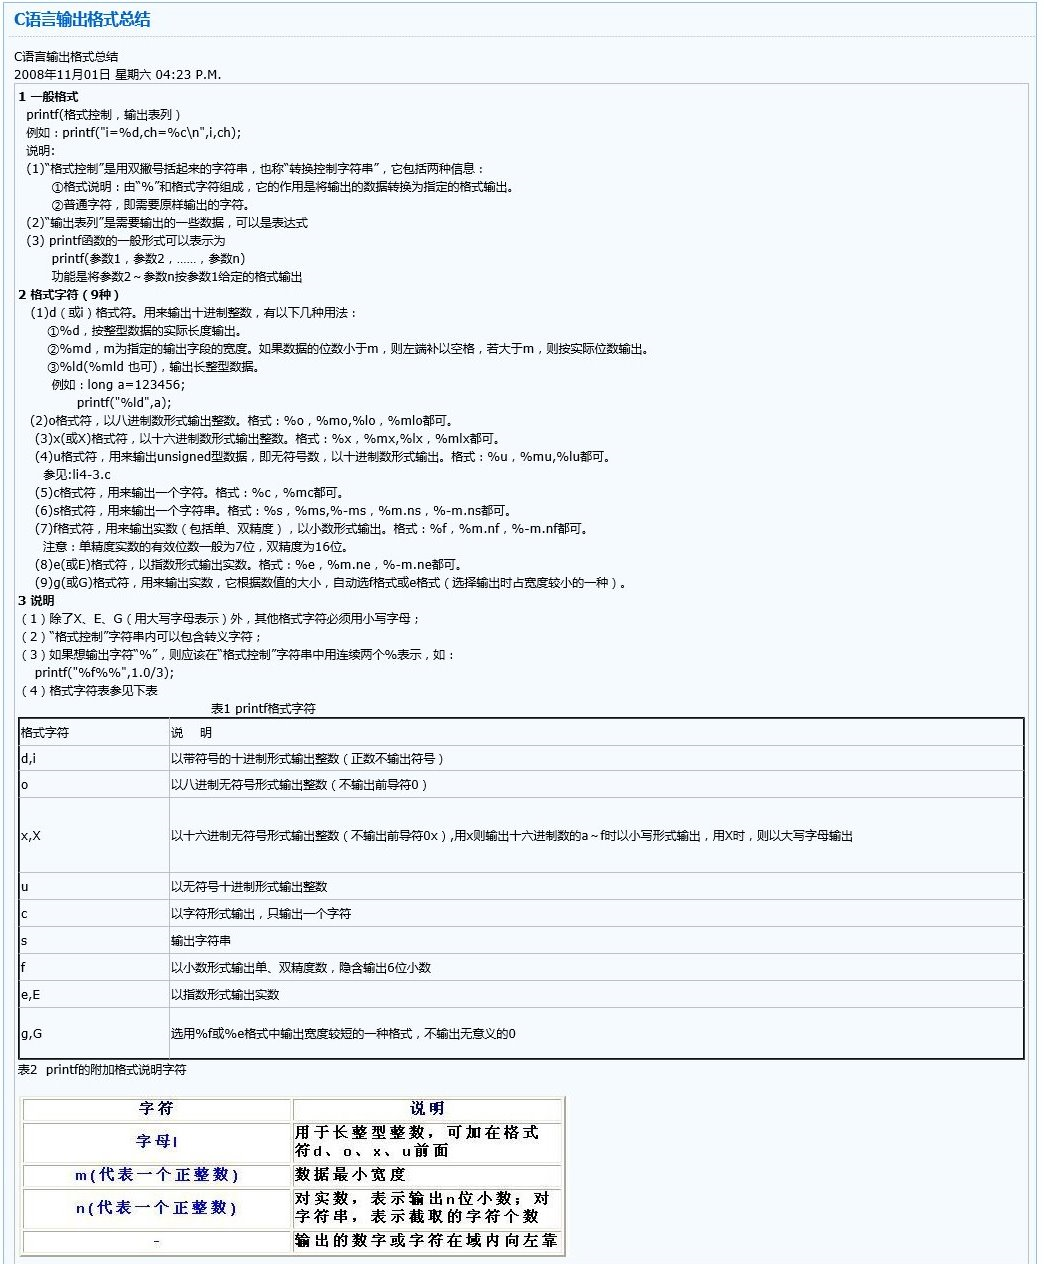 C语言输出格式总结
C语言输出格式总结
2008年11月01日 星期六 04:23 P.M.
1 一般格式
printf(格式控制，输出表列)
例如：printf("i=%d,ch=%c\n",i,ch);
说明:
(1)“格式控制”是用双撇号括起来的字符串，也称“转换控制字符串”，它包括两种信息：
①格式说明：由“%”和格式字符组成，它的作用是将输出的数据转换为指定的格式输出。
②普通字符，即需要原样输出的字符。
(2)“输出表列”是需要输出的一些数据，可以是表达式
(3) printf函数的一般形式可以表示为
printf(参数1，参数2，……，参数n)
功能是将参数2～参数n按参数1给定的格式输出
2 格式字符（9种）
(1)d（或i）格式符。用来输出十进制整数，有以下几种用法：
①%d，按整型数据的实际长度输出。
②%md，m为指定的输出字段的宽度。如果数据的位数小于m，则左端补以空格，若大于m，则按实际位数输出。
③%ld(%mld 也可)，输出长整型数据。
例如：long a=123456;
printf("%ld",a);
(2)o格式符，以八进制数形式输出整数。格式：%o，%mo,%lo，%mlo都可。
(3)x(或X)格式符，以十六进制数形式输出整数。格式：%x，%mx,%lx，%mlx都可。
(4)u格式符，用来输出unsigned型数据，即无符号数，以十进制数形式输出。格式：%u，%mu,%lu都可。
参见:li4-3.c
(5)c格式符，用来输出一个字符。格式：%c，%mc都可。
(6)s格式符，用来输出一个字符串。格式：%s，%ms,%-ms，%m.ns，%-m.ns都可。
(7)f格式符，用来输出实数（包括单、双精度），以小数形式输出。格式：%f，%m.nf，%-m.nf都可。
注意：单精度实数的有效位数一般为7位，双精度为16位。
(8)e(或E)格式符，以指数形式输出实数。格式：%e，%m.ne，%-m.ne都可。
(9)g(或G)格式符，用来输出实数，它根据数值的大小，自动选f格式或e格式（选择输出时占宽度较小的一种）。
3 说明
（1）除了X、E、G（用大写字母表示）外，其他格式字符必须用小写字母；
（2）“格式控制”字符串内可以包含转义字符；
（3）如果想输出字符“%”，则应该在“格式控制”字符串中用连续两个%表示，如：
printf("%f%%",1.0/3);
（4）格式字符表参见下表
表1 printf格式字符
格式字符 说 明
d,i 以带符号的十进制形式输出整数（正数不输出符号）
o 以八进制无符号形式输出整数（不输出前导符0）
x,X 以十六进制无符号形式输出整数（不输出前导符0x）,用x则输出十六进制数的a～f时以小写形式输出，用X时，则以大写字母输出
u 以无符号十进制形式输出整数
c 以字符形式输出，只输出一个字符
s 输出字符串
f 以小数形式输出单、双精度数，隐含输出6位小数
e,E 以指数形式输出实数
g,G 选用%f或%e格式中输出宽度较短的一种格式，不输出无意义的0
表2 printf的附加格式说明字符
字符 说明
字母l 用于长整型整数，可加在格式
符d、o、x、u前面
m(代表一个正整数) 数据最小宽度
n(代表一个正整数) 对实数，表示输出n位小数；对
字符串，表示截取的字符个数
- 输出的数字或字符在域内向左靠